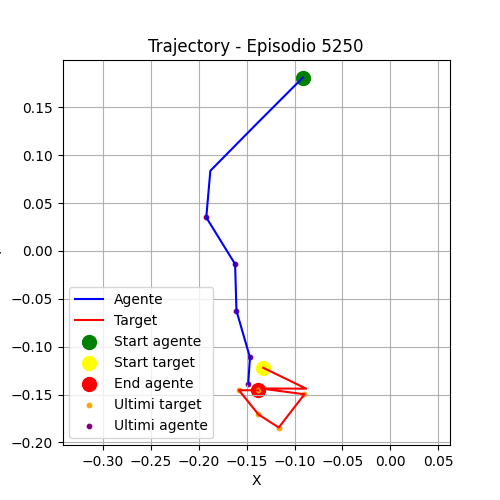 Trajectory - Episodio 5250
0.15
0.10
0.05
0.00
−0.05
−0.10
−0.15
−0.20
Agente
Target
Start agente
Start target
End agente
Ultimi target
Ultimi agente
−0.30 −0.25 −0.20 −0.15 −0.10 −0.05 0.00 0.05
X